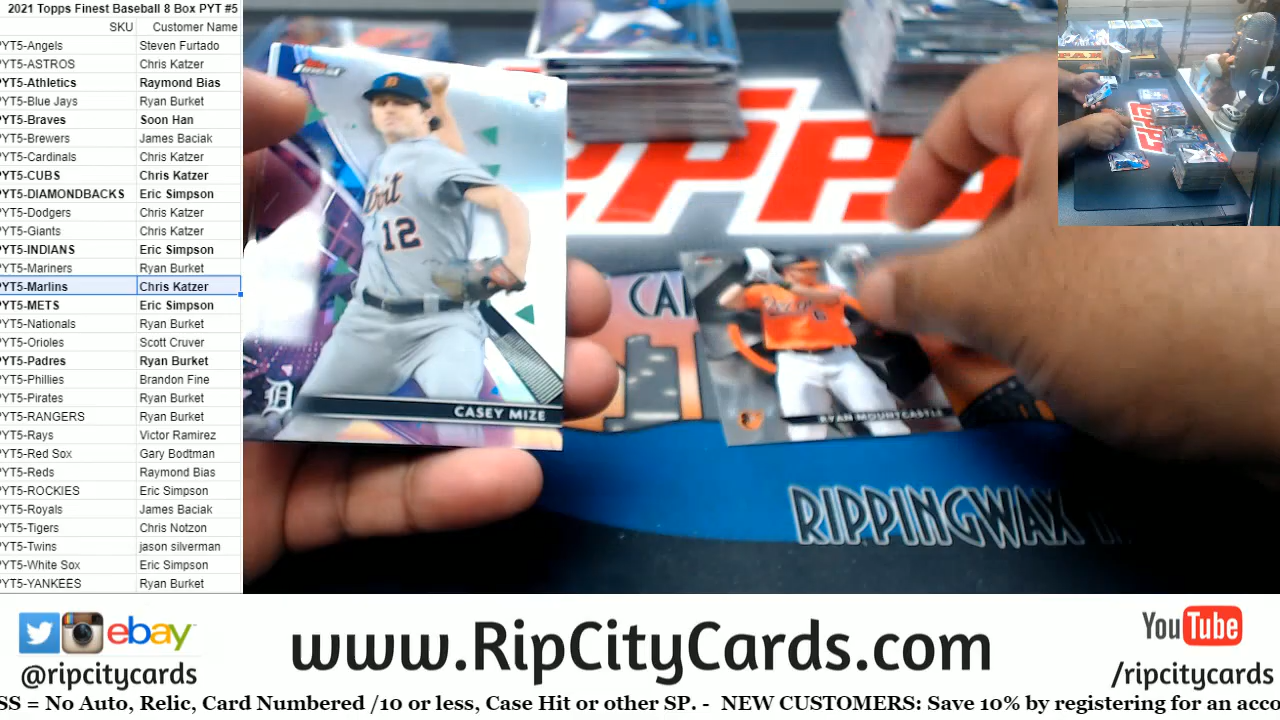 2021 Topps Finest Baseball 8 Box PYT #5
SKU Customer Name
PYT5-Angels Steven Furtado
PYT5-ASTROS Chris Katzer
PYT5-Athletics Raymond Bias
PYT5-Blue Jays Ryan Burket
PYT5-Braves Soon Han
PYT5-Brewers James Baciak
PYT5-Cardinals Chris Katzer
PYT5-CUBS Chris Katzer
PYT5-DIAMONDBACKS Eric Simpson
PYT5-Dodgers Chris Katzer
PYT5-Giants Chris Katzer
PYT5-INDIANS Eric Simpson
PYT5-Mariners Ryan Burket
PYT5-Marlins Chris Katzer
PYT5-METS Eric Simpson
PYT5-Nationals Ryan Burket
PYT5-Orioles Scott Cruver
PYT5-Padres Ryan Burket
PYT5-Phillies Brandon Fine
PYT5-Pirates Ryan Burket
PYT5-RANGERS Ryan Burket
PYT5-Rays Victor Ramirez
PYT5-Red Sox Gary Bodtman
PYT5-Reds Raymond Bias
PYT5-ROCKIES Eric Simpson
PYT5-Royals James Baciak
PYT5-Tigers Chris Notzon
PYT5-Twins jason silverman
PYT5-White Sox Eric Simpson
PYT5-YANKEES Ryan Burket
Finest
12
CASEY MIZE
6
RYAN MOUNTCASTLE
RIPPINGWAX
ebay
@ripcitycards
www.RipCityCards.com
YouTube
/ripcitycards
SS = No Auto, Relic, Card Numbered /10 or less, Case Hit or other SP. - NEW CUSTOMERS: Save 10% by registering for an acco